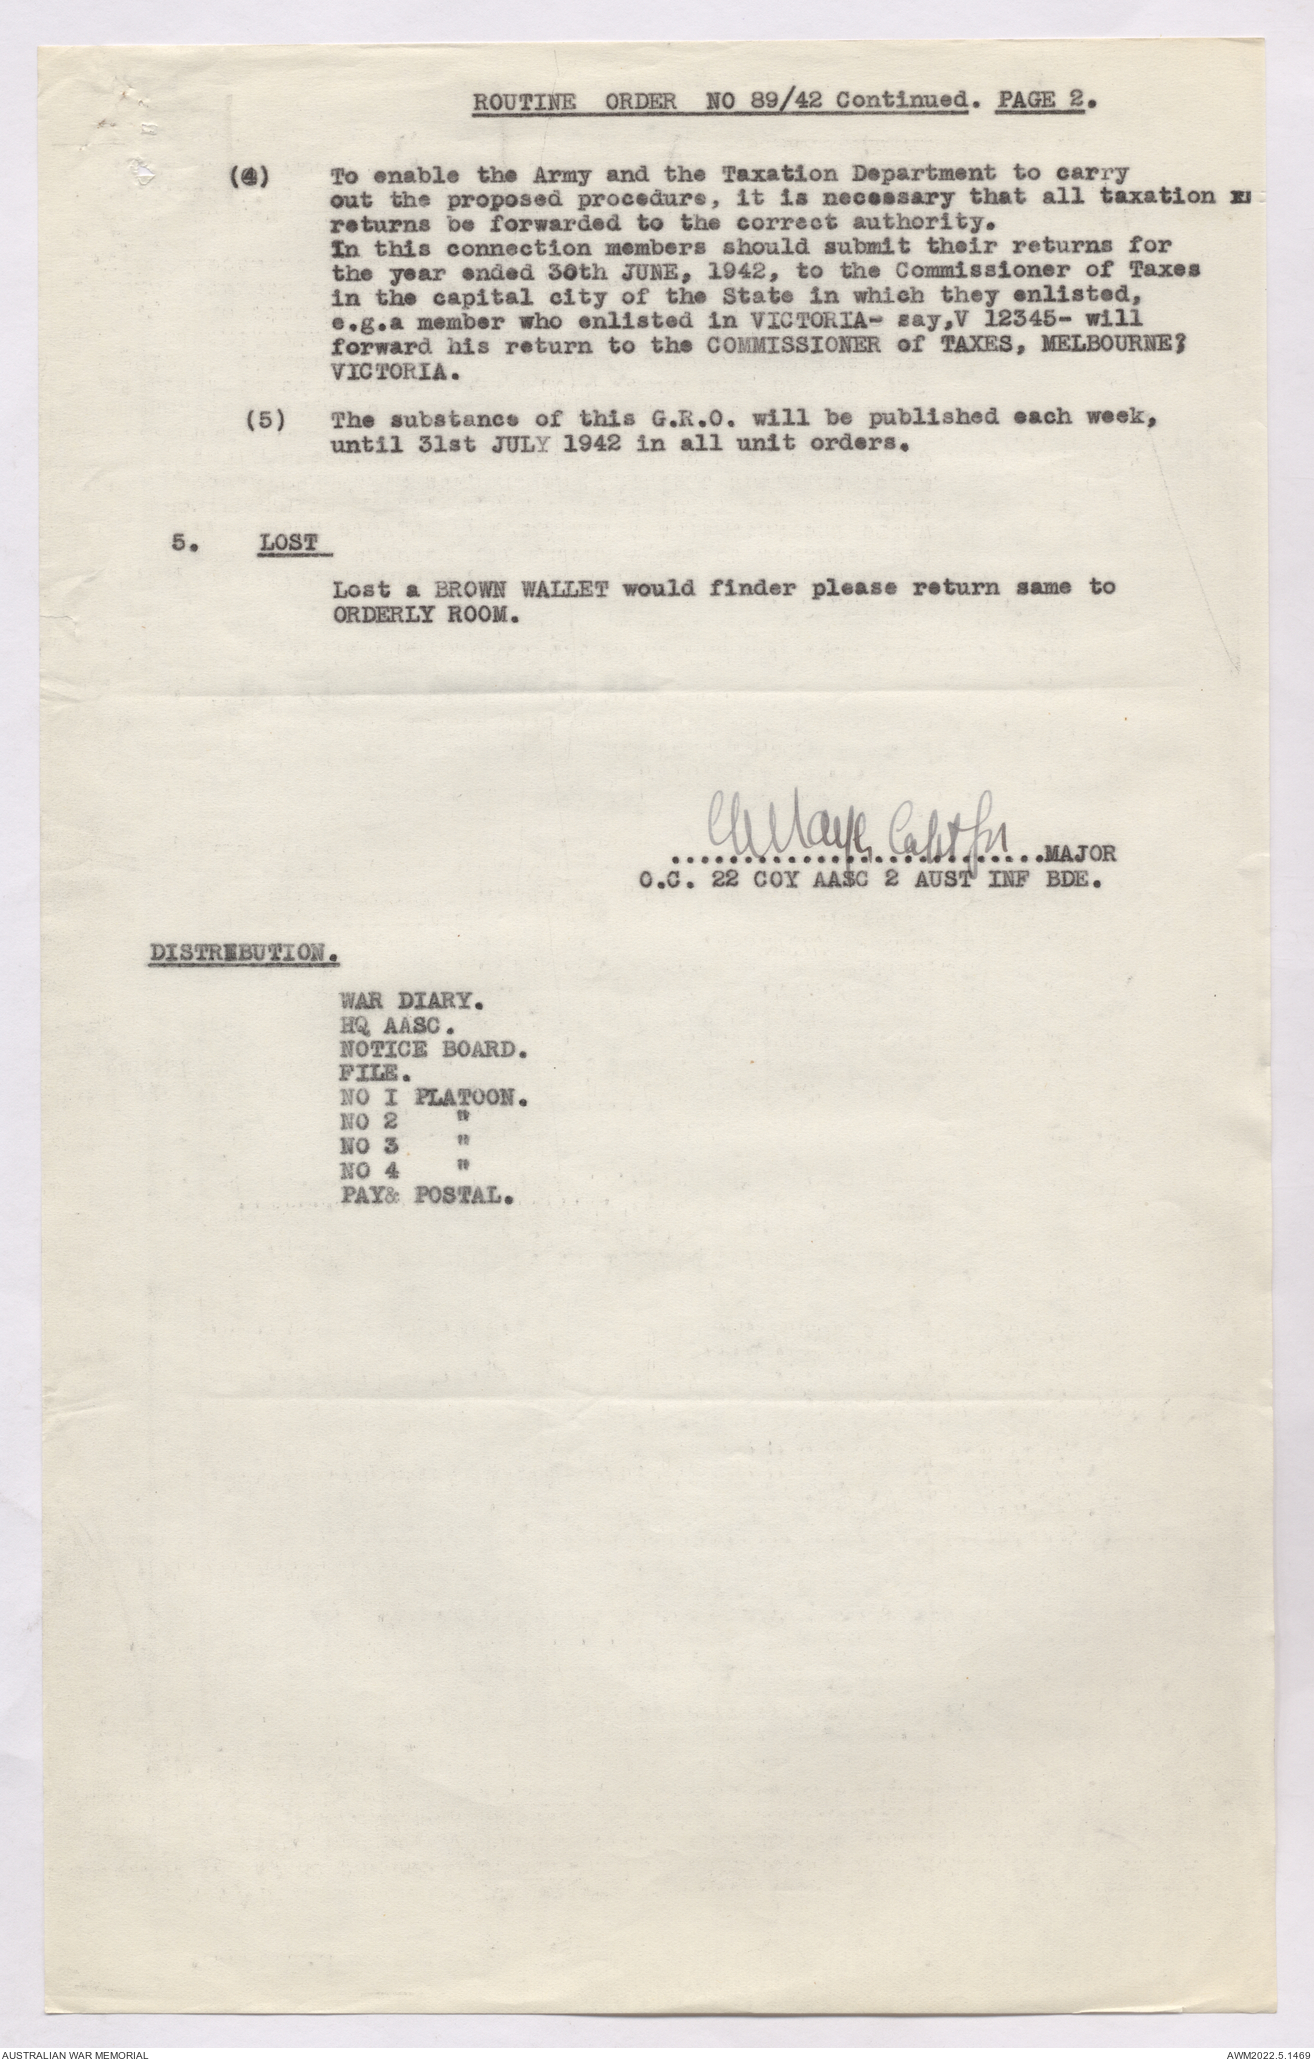 ROUTINE ORDER NO 89/42 Continued. PAGE 2.
(4) To enable the Army and the Taxation Department to carry
out the proposed procedure, it is necessary that all taxation
returns be forwarded to the correct authority.
In this connection members should submit their returns for
the year ended 30th JUNE, 1942, to the Commissioner of Taxes
in the capital city of the State in which they enlisted,
e.g.a member who enlisted in VICTORIA- say,V 12345- will
forward his return to the COMMISSIONER of TAXES, MELBOURNE?
VICTORIA.
(5) The substance of this G.R.O. will be published each week,
until 31st JULY 1942 in all unit orders.
5. LOST
Lost a BROWN WALLET would finder please return same to
ORDERLY ROOM.
Capt for
..........................MAJOR
O.C. 22 COY AASC 2 AUST INF BDE.
DISTRIBUTION.
WAR DIARY.
HQ AASC.
NOTICE BOARD.
FILE.
NO I PLATOON.
NO 2 "
NO 3 "
NO 4 "
PAY& POSTAL.
AUSTRALIAN WAR MEMORIAL
AWM2022.5.1469